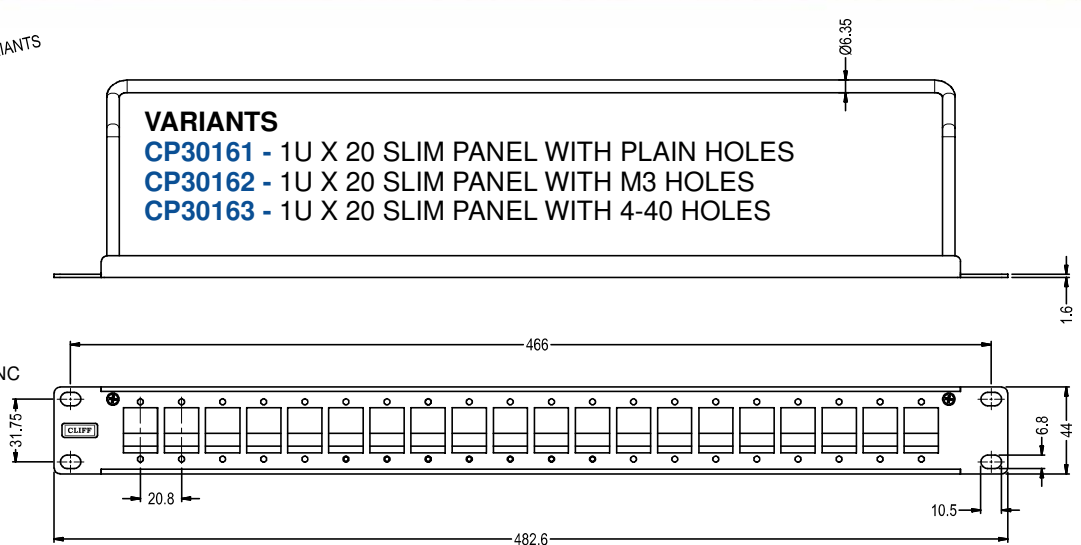 IANTS
Ø6.35
VARIANTS
CP30161 - 1U X 20 SLIM PANEL WITH PLAIN HOLES
CP30162 - 1U X 20 SLIM PANEL WITH M3 HOLES
CP30163 - 1U X 20 SLIM PANEL WITH 4-40 HOLES
1.6
466
NC
31.75
CLIFF
6.8
44
20.8
10.5
482.6